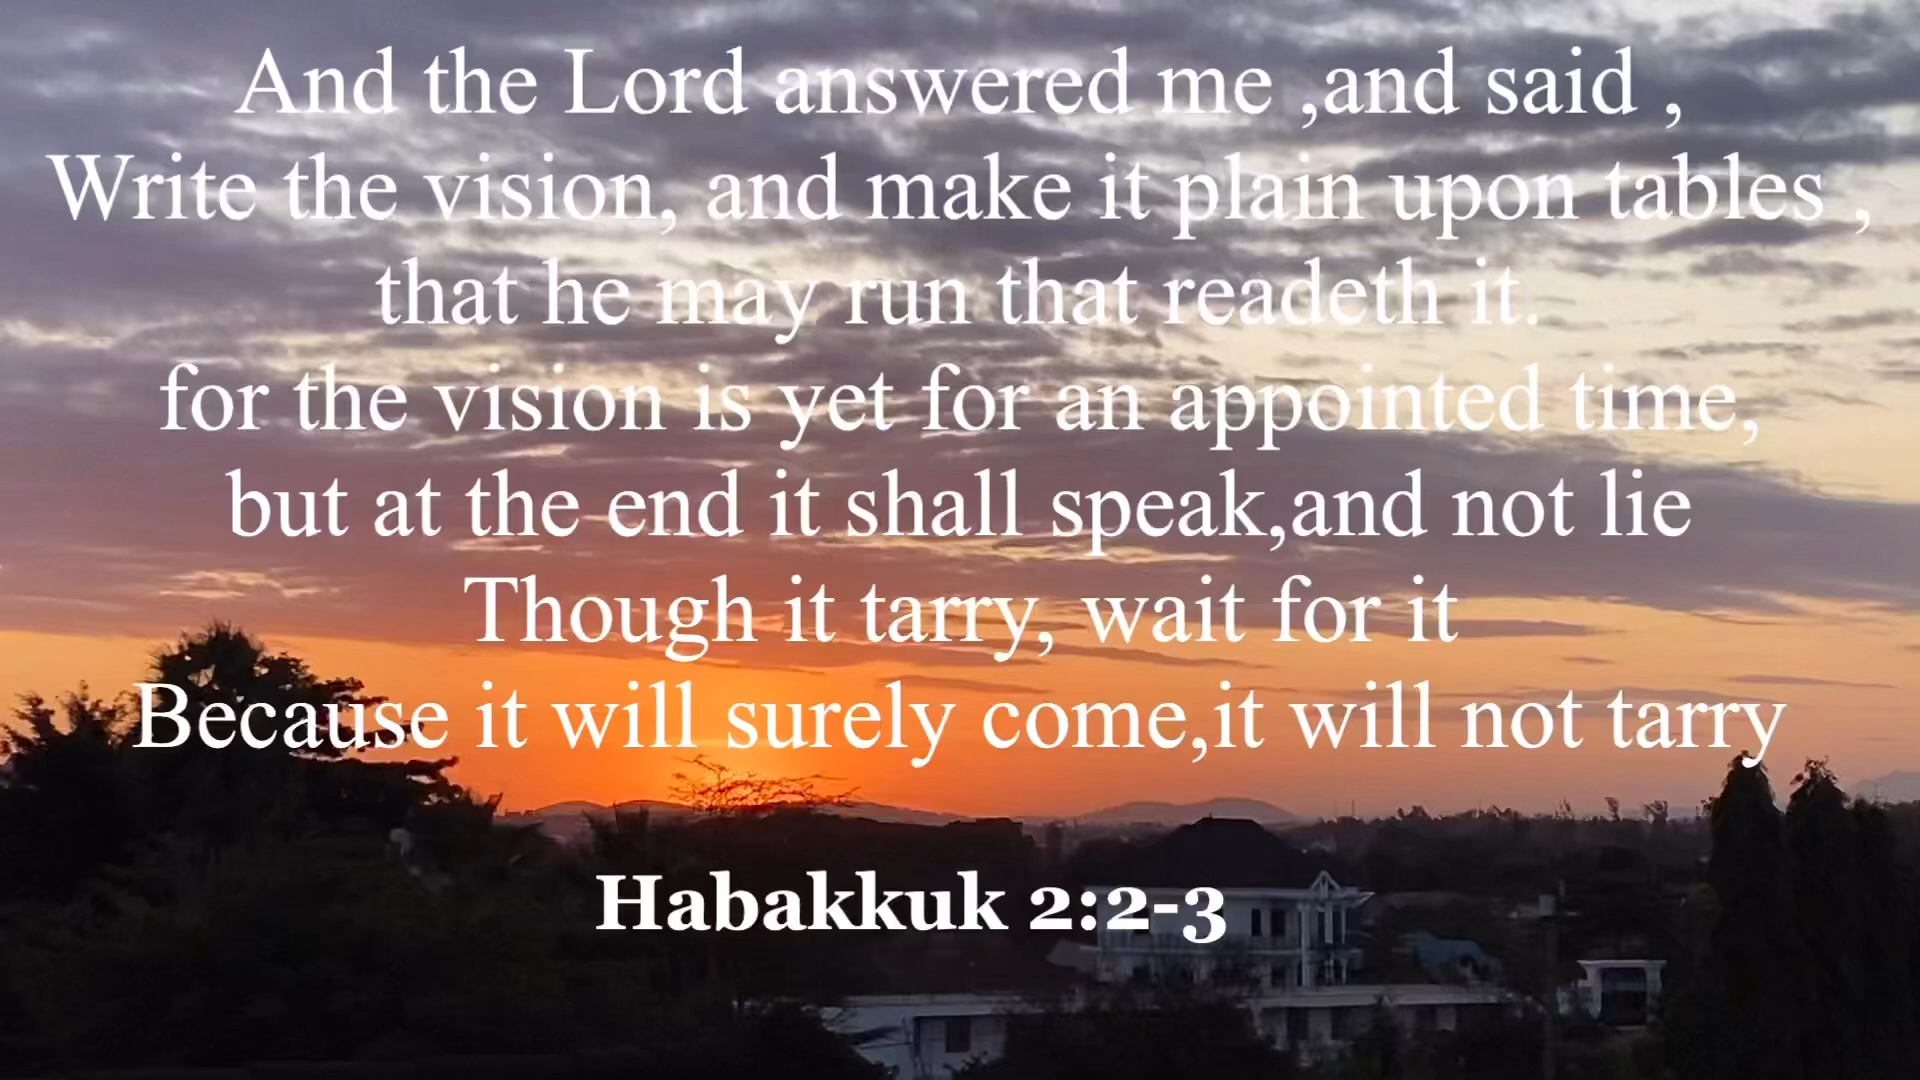 And the Lord answered me ,and said ,
Write the vision, and make it plain upon tables ,
that he may run that readeth it.
for the vision is yet for an appointed time,
but at the end it shall speak,and not lie
Though it tarry, wait for it
Because it will surely come,it will not tarry
Habakkuk 2:2-3